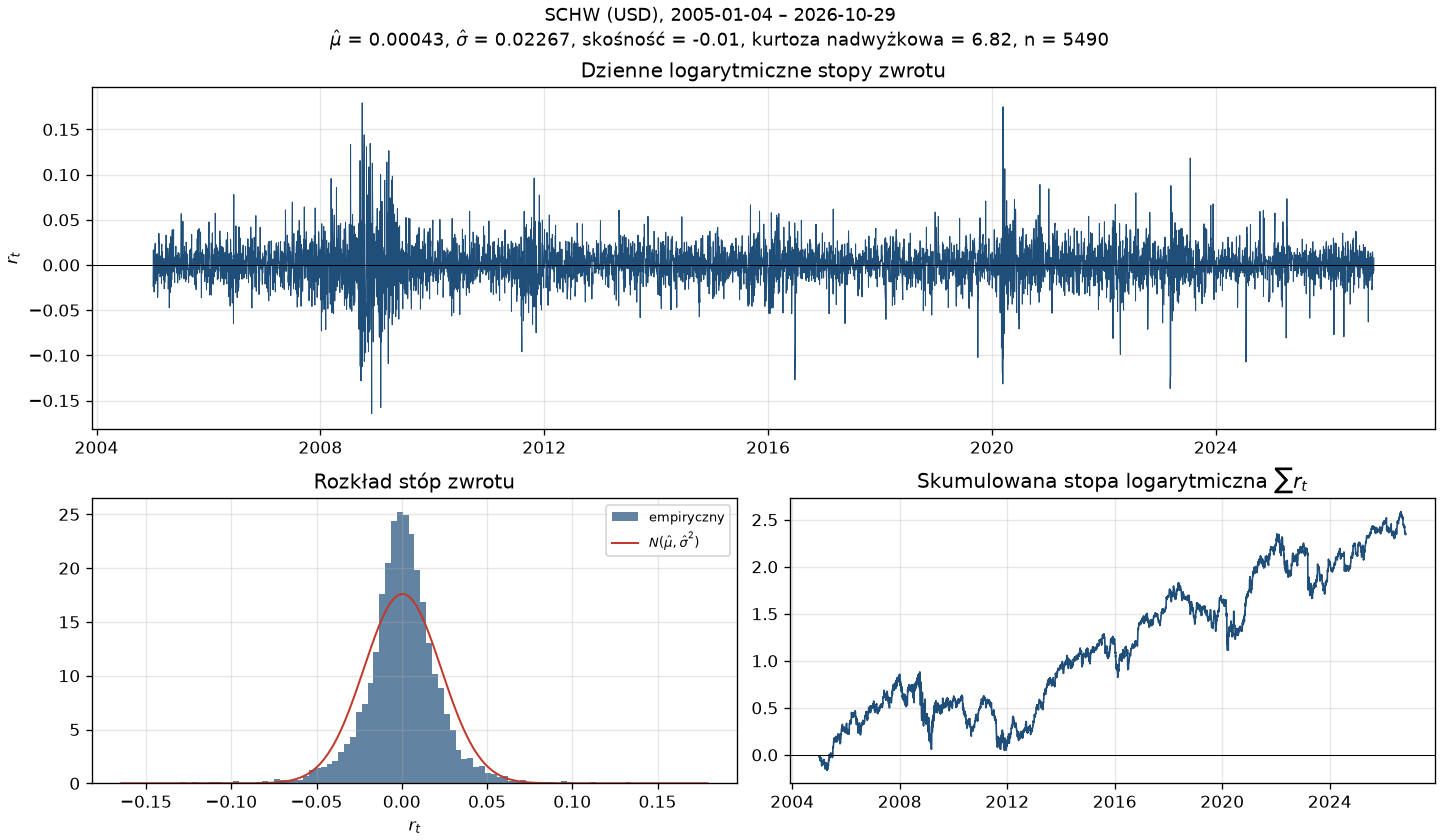 SCHW (USD), 2005-01-04 – 2026-10-29
μ̂ = 0.00043, σ̂ = 0.02267, skośność = -0.01, kurtoza nadwyżkowa = 6.82, n = 5490
Dzienne logarytmiczne stopy zwrotu
0.15
0.10
0.05
0.00
−0.05
−0.10
−0.15
r_t
2004 2008 2012 2016 2020 2024
Rozkład stóp zwrotu
25
20
15
10
5
0
empiryczny
N(μ̂, σ̂²)
−0.15 −0.10 −0.05 0.00 0.05 0.10 0.15
r_t
Skumulowana stopa logarytmiczna ∑r_t
2.5
2.0
1.5
1.0
0.5
0.0
2004 2008 2012 2016 2020 2024